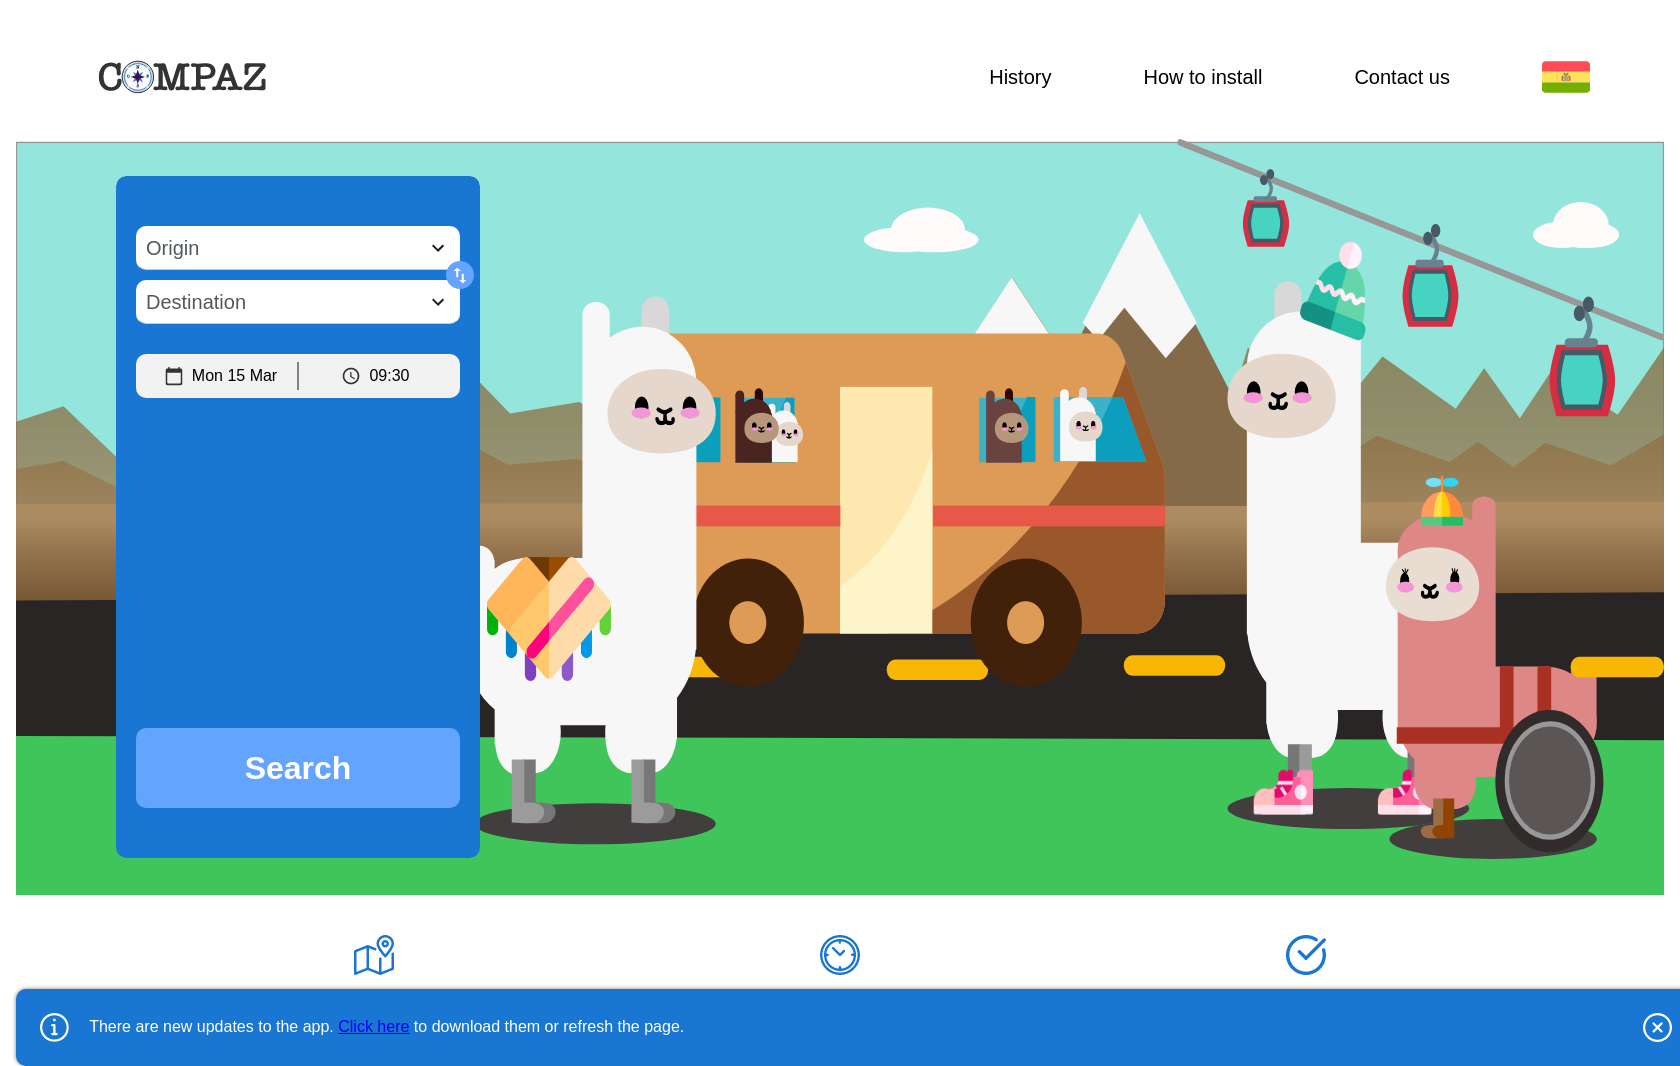 COMPAZ
History
How to install
Contact us
Origin
Destination
Mon 15 Mar
09:30
Search
There are new updates to the app. Click here to download them or refresh the page.